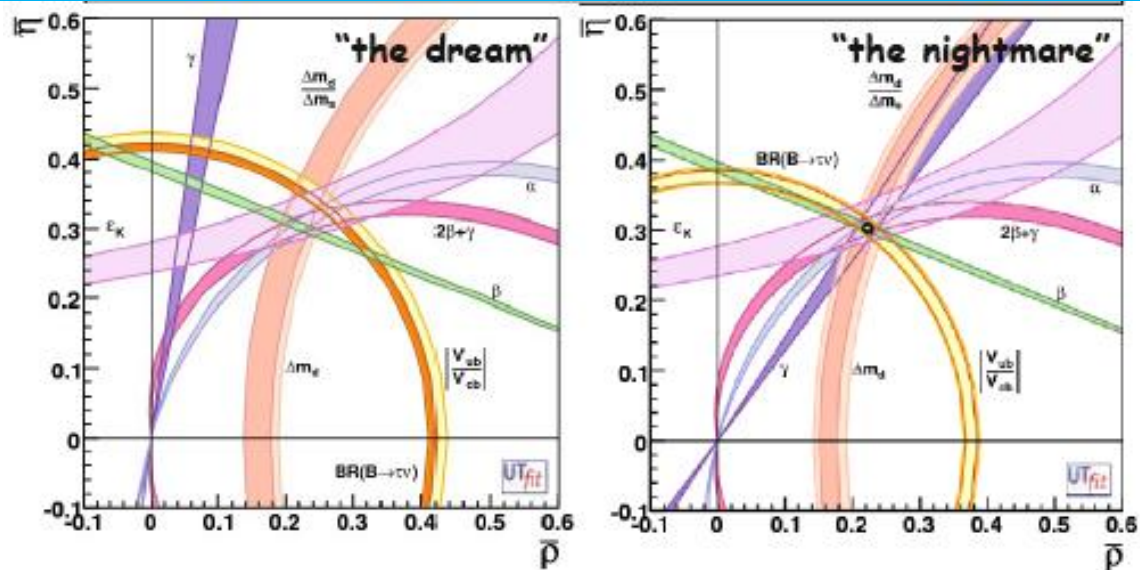 η̅
0.6
0.5
0.4
0.3
0.2
0.1
0
-0.1
-0.1 0 0.1 0.2 0.3 0.4 0.5 0.6
ρ̅
"the dream"
γ
Δm_d
Δm_s
ε_K
α
2β+γ
β
Δm_d
|V_ub|
|V_cb|
BR(B→τν)
UTfit
η̅
0.6
0.5
0.4
0.3
0.2
0.1
0
-0.1
-0.1 0 0.1 0.2 0.3 0.4 0.5 0.6
ρ̅
"the nightmare"
Δm_d
Δm_s
BR(B→τν)
ε_K
α
2β+γ
β
γ
Δm_d
|V_ub|
|V_cb|
UTfit